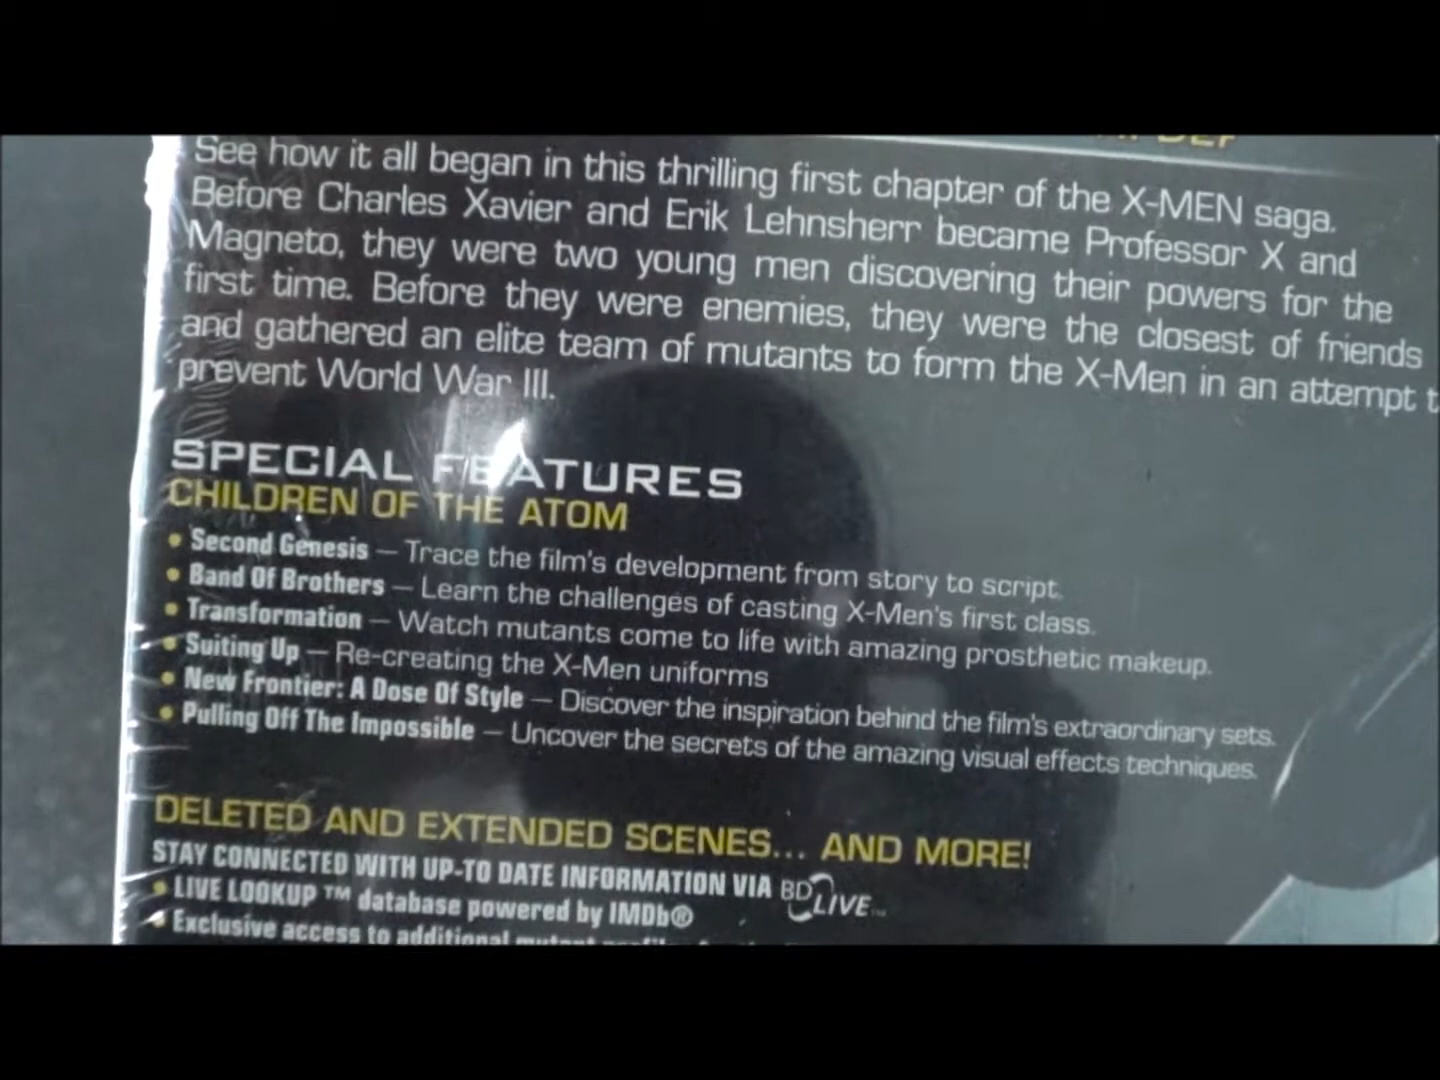 See how it all began in this thrilling first chapter of the X-MEN saga.
Before Charles Xavier and Erik Lehnsherr became Professor X and
Magneto, they were two young men discovering their powers for the
first time. Before they were enemies, they were the closest of friends
and gathered an elite team of mutants to form the X-Men in an attempt t
prevent World War III.
SPECIAL FEATURES
CHILDREN OF THE ATOM
• Second Genesis — Trace the film's development from story to script.
• Band Of Brothers — Learn the challenges of casting X-Men's first class.
• Transformation — Watch mutants come to life with amazing prosthetic makeup.
• Suiting Up — Re-creating the X-Men uniforms
• New Frontier: A Dose Of Style — Discover the inspiration behind the film's extraordinary sets.
• Pulling Off The Impossible — Uncover the secrets of the amazing visual effects techniques.
DELETED AND EXTENDED SCENES... AND MORE!
STAY CONNECTED WITH UP-TO DATE INFORMATION VIA BD LIVE™
• LIVE LOOKUP™ database powered by IMDb®
• Exclusive access to additional mutant